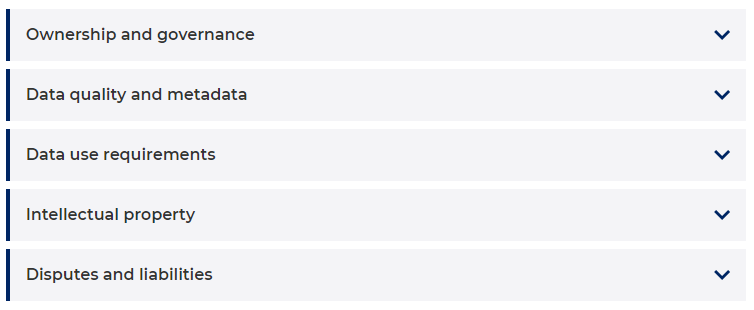 Ownership and governance
Data quality and metadata
Data use requirements
Intellectual property
Disputes and liabilities